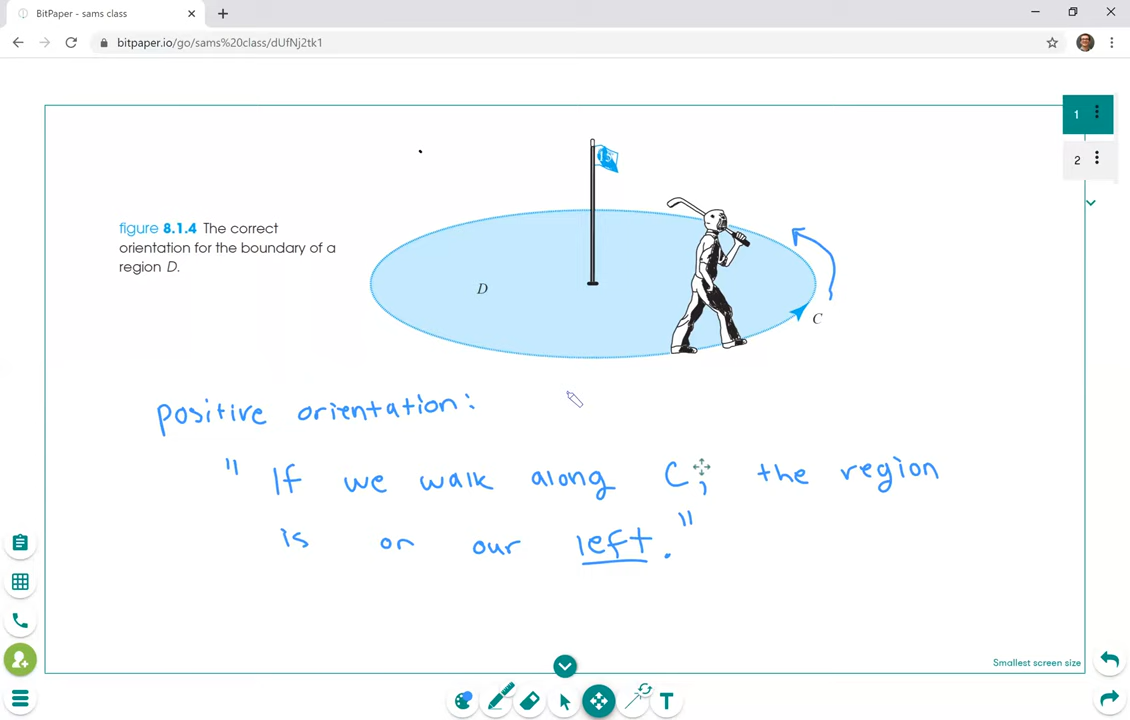 BitPaper - sams class
bitpaper.io/go/sams%20class/dUfNj2tk1
1
2
figure 8.1.4 The correct
orientation for the boundary of a
region D.
D
C
positive orientation:
" If we walk along C, the region
is on our left."
Smallest screen size
T